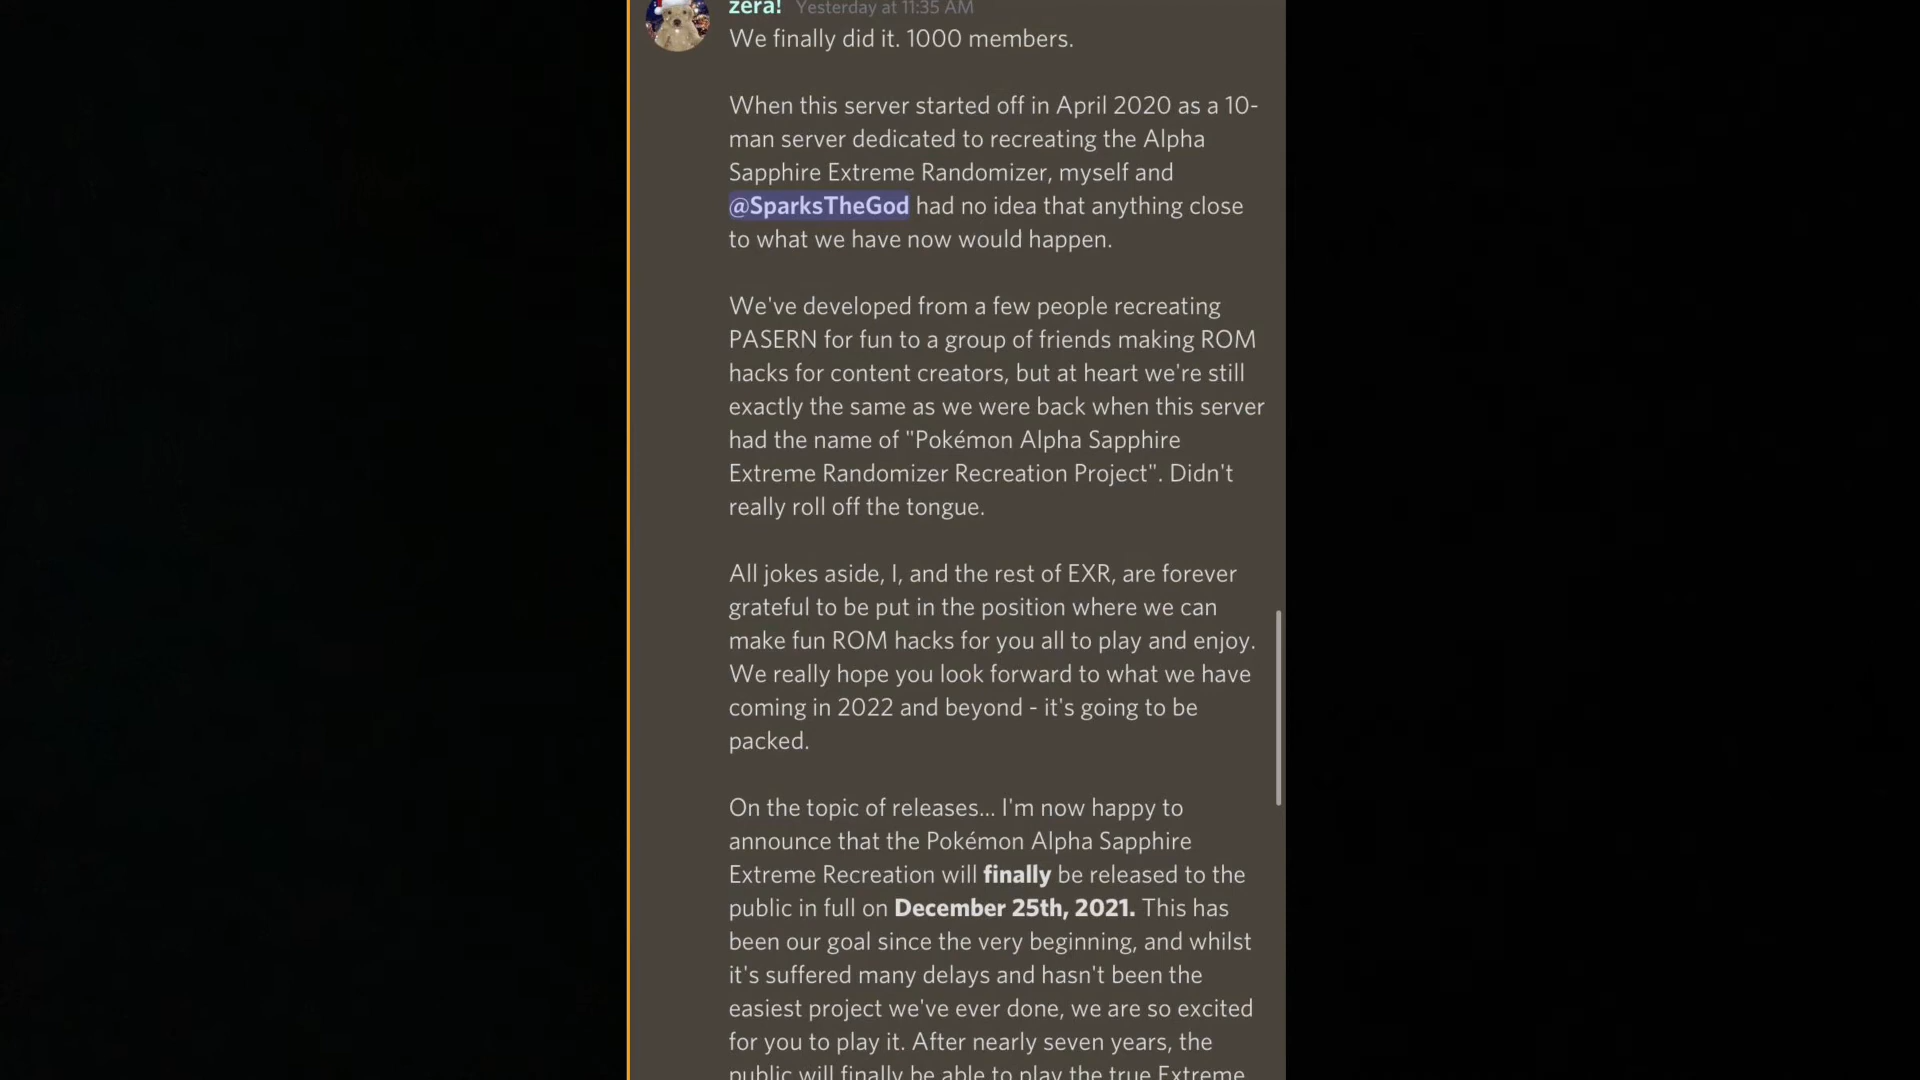 zera! Yesterday at 11:35 AM
We finally did it. 1000 members.
When this server started off in April 2020 as a 10-
man server dedicated to recreating the Alpha
Sapphire Extreme Randomizer, myself and
@SparksTheGod had no idea that anything close
to what we have now would happen.
We've developed from a few people recreating
PASERN for fun to a group of friends making ROM
hacks for content creators, but at heart we're still
exactly the same as we were back when this server
had the name of "Pokémon Alpha Sapphire
Extreme Randomizer Recreation Project". Didn't
really roll off the tongue.
All jokes aside, I, and the rest of EXR, are forever
grateful to be put in the position where we can
make fun ROM hacks for you all to play and enjoy.
We really hope you look forward to what we have
coming in 2022 and beyond - it's going to be
packed.
On the topic of releases... I'm now happy to
announce that the Pokémon Alpha Sapphire
Extreme Recreation will finally be released to the
public in full on December 25th, 2021. This has
been our goal since the very beginning, and whilst
it's suffered many delays and hasn't been the
easiest project we've ever done, we are so excited
for you to play it. After nearly seven years, the
public will finally be able to play the true Extreme